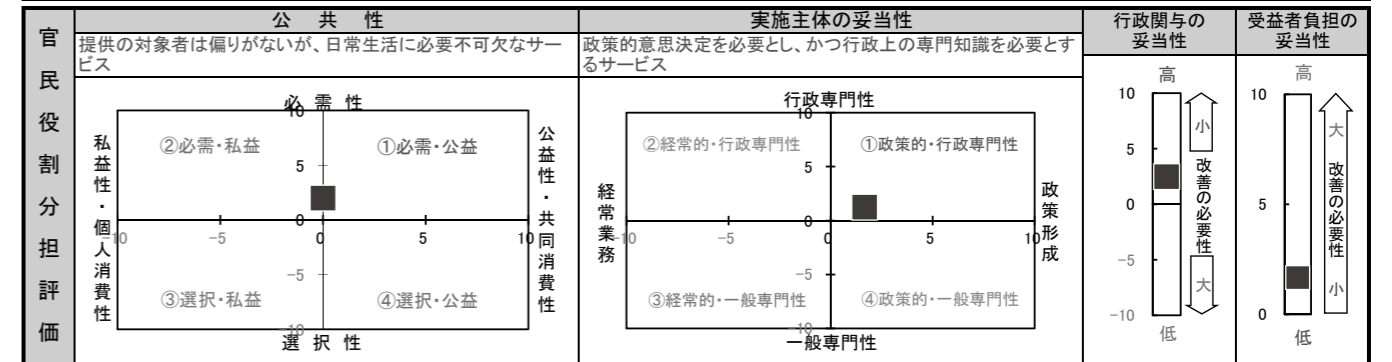 官民役割分担評価
公 共 性
提供の対象者は偏りがないが、日常生活に必要不可欠なサー
ビス
必 需 性
10
②必需・私益
①必需・公益
5
私益性・個人消費性
公益性・共同消費性
0
-10
-5
0
5
10
-5
③選択・私益
④選択・公益
-10
選 択 性
実施主体の妥当性
政策的意思決定を必要とし、かつ行政上の専門知識を必要とす
るサービス
行政専門性
10
②経常的・行政専門性
①政策的・行政専門性
5
経常業務
政策形成
0
-10
-5
0
5
10
-5
③経常的・一般専門性
④政策的・一般専門性
-10
一般専門性
行政関与の
妥当性
高
10
5
0
-5
-10
小
改善の必要性
大
低
受益者負担の
妥当性
高
10
5
0
大
改善の必要性
小
低